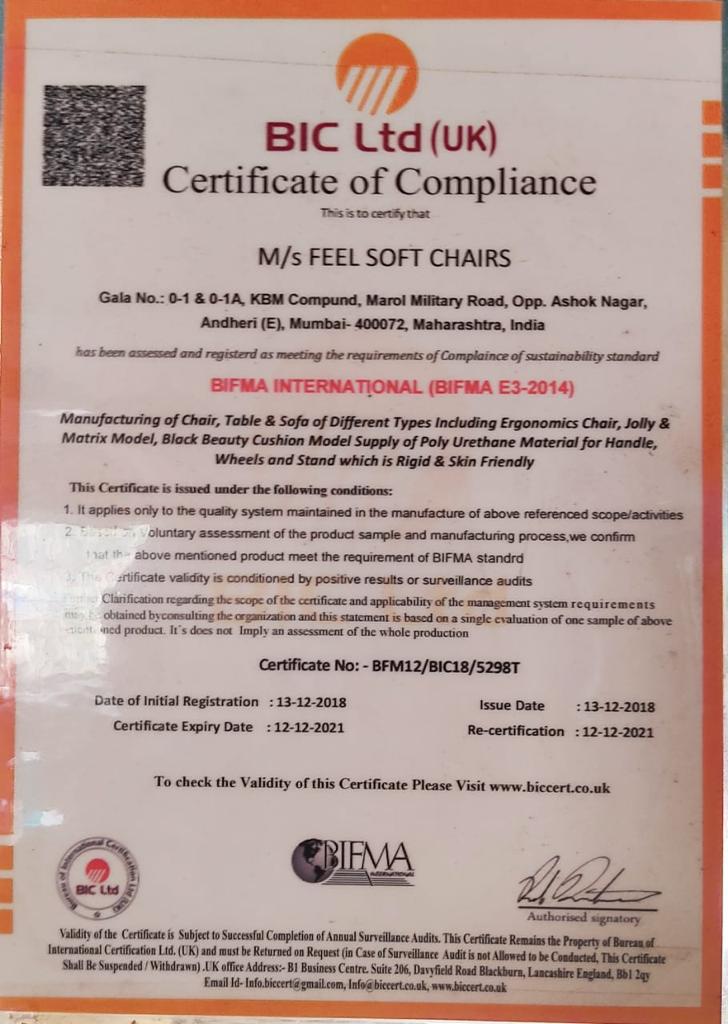 BIC Ltd (UK)
Certificate of Compliance
This is to certify that
M/s FEEL SOFT CHAIRS
Gala No.: 0-1 & 0-1A, KBM Compund, Marol Military Road, Opp. Ashok Nagar,
Andheri (E), Mumbai- 400072, Maharashtra, India
has been assessed and registerd as meeting the requirements of Complaince of sustainability standard
BIFMA INTERNATIONAL (BIFMA E3-2014)
Manufacturing of Chair, Table & Sofa of Different Types Including Ergonomics Chair, Jolly &
Matrix Model, Black Beauty Cushion Model Supply of Poly Urethane Material for Handle,
Wheels and Stand which is Rigid & Skin Friendly
This Certificate is issued under the following conditions:
1. It applies only to the quality system maintained in the manufacture of above referenced scope/activities
2. Voluntary assessment of the product sample and manufacturing process,we confirm
that the above mentioned product meet the requirement of BIFMA standrd
3. The Certificate validity is conditioned by positive results or surveillance audits
Clarification regarding the scope of the certificate and applicability of the management system requirements
may be obtained byconsulting the organization and this statement is based on a single evaluation of one sample of above
product. It's does not Imply an assessment of the whole production
Certificate No: - BFM12/BIC18/5298T
Date of Initial Registration : 13-12-2018
Issue Date : 13-12-2018
Certificate Expiry Date : 12-12-2021
Re-certification : 12-12-2021
To check the Validity of this Certificate Please Visit www.biccert.co.uk
Bureau of International Certification Ltd (UK)
BIC Ltd
BIFMA
INTERNATIONAL
Authorised signatory
Validity of the Certificate is Subject to Successful Completion of Annual Surveillance Audits. This Certificate Remains the Property of Bureau of
International Certification Ltd. (UK) and must be Returned on Request (in Case of Surveillance Audit is not Allowed to be Conducted, This Certificate
Shall Be Suspended / Withdrawn) .UK office Address:- B1 Business Centre. Suite 206, Davyfield Road Blackburn, Lancashire England, Bb1 2qy
Email Id- Info.biccert@gmail.com, Info@biccert.co.uk, www.biccert.co.uk